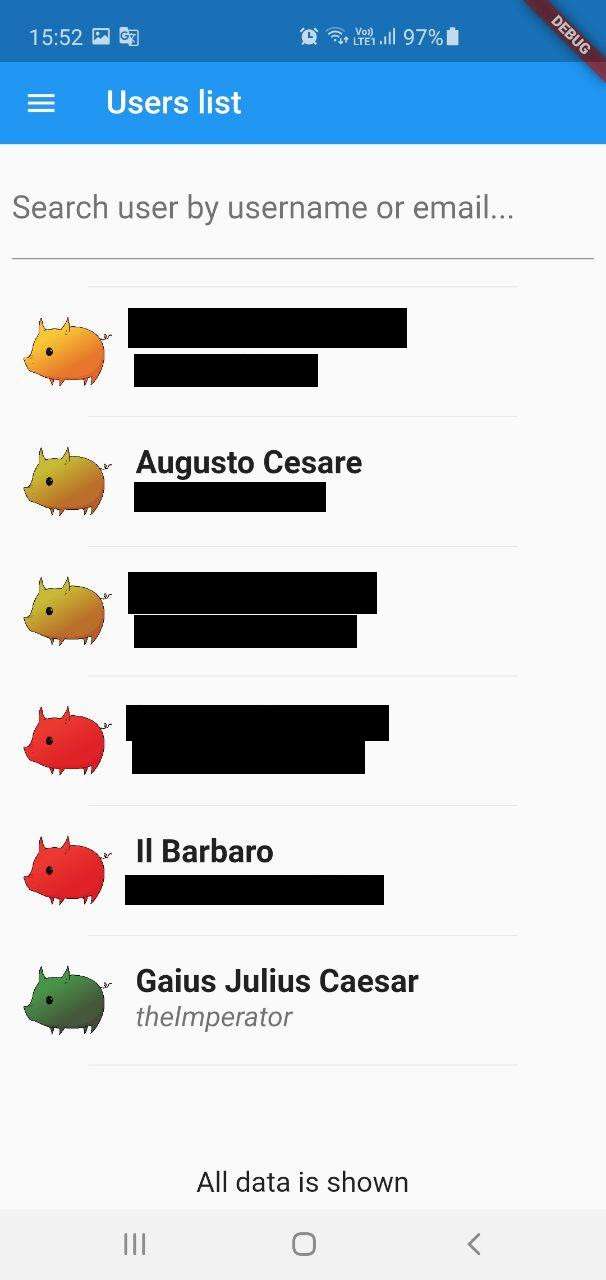 15:52 Vo)) LTE1 97%
DEBUG
Users list
Search user by username or email...
Augusto Cesare
Il Barbaro
Gaius Julius Caesar
theImperator
All data is shown